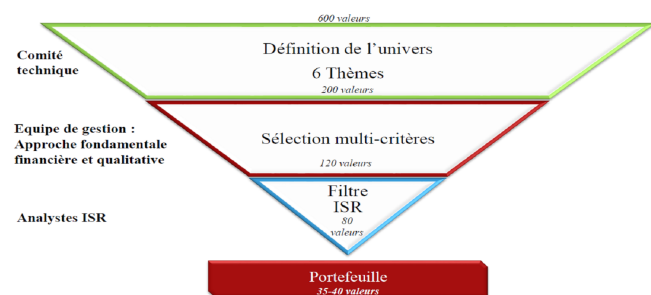 600 valeurs
Comité
technique
Définition de l'univers
6 Thèmes
200 valeurs
Equipe de gestion :
Approche fondamentale
financière et qualitative
Sélection multi-critères
120 valeurs
Analystes ISR
Filtre
ISR
80
valeurs
Portefeuille
35-40 valeurs